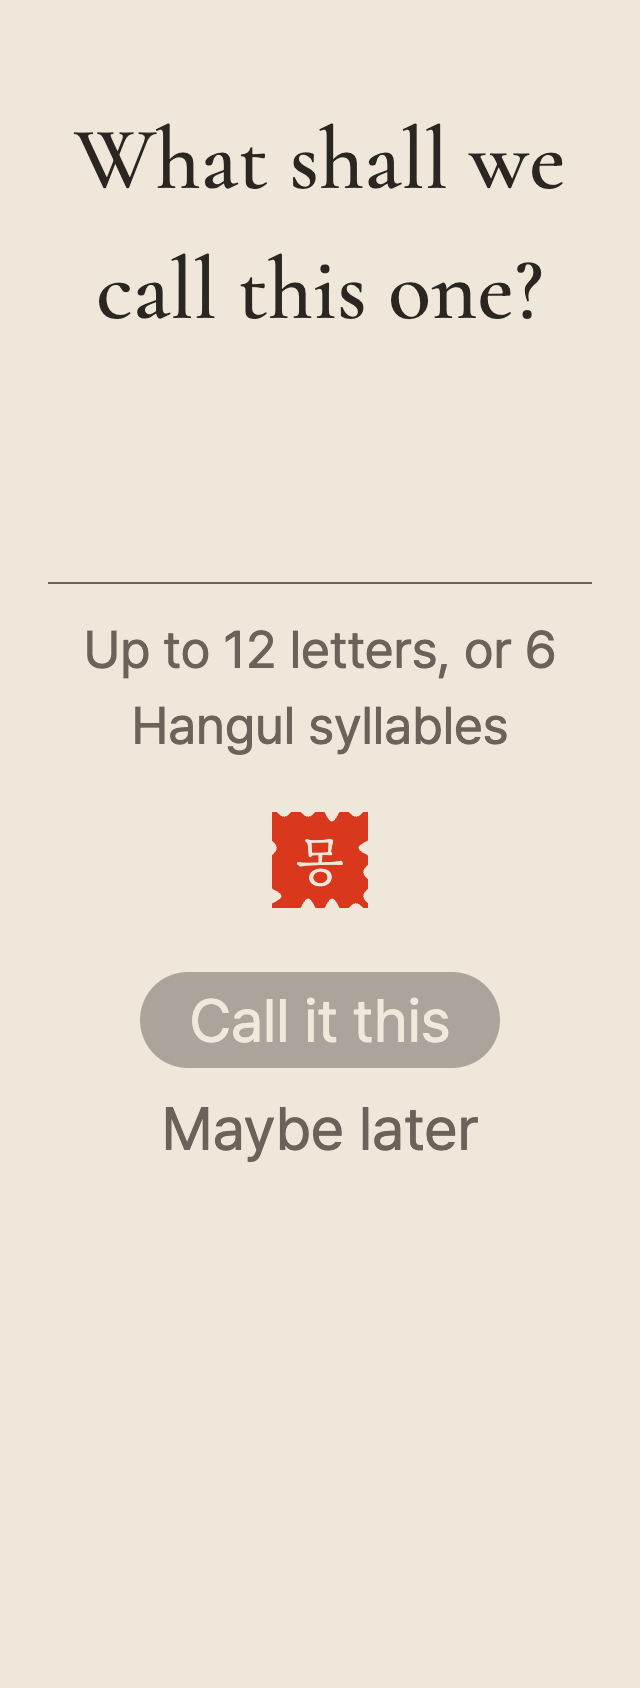 What shall we
call this one?
Up to 12 letters, or 6
Hangul syllables
몽
Call it this
Maybe later